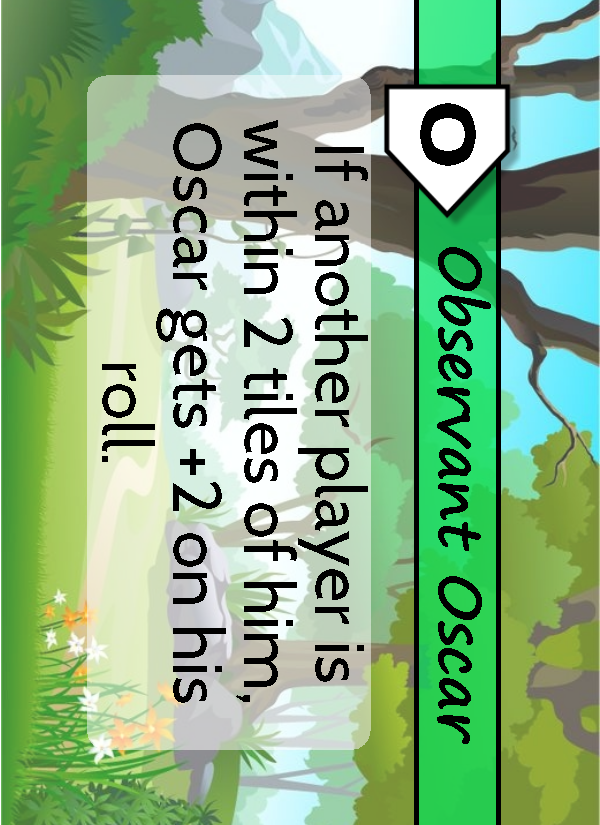 O
Observant Oscar
If another player is
within 2 tiles of him,
Oscar gets +2 on his
roll.